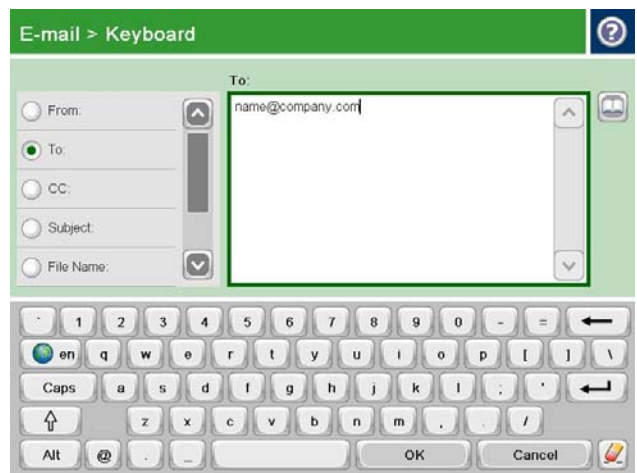 E-mail > Keyboard
?
To:
From:
name@company.com
To:
CC:
Subject:
File Name:
` 1 2 3 4 5 6 7 8 9 0 - =
en q w e r t y u i o p [ ] \
Caps a s d f g h j k l ; '
z x c v b n m , . /
Alt @ . _ OK Cancel